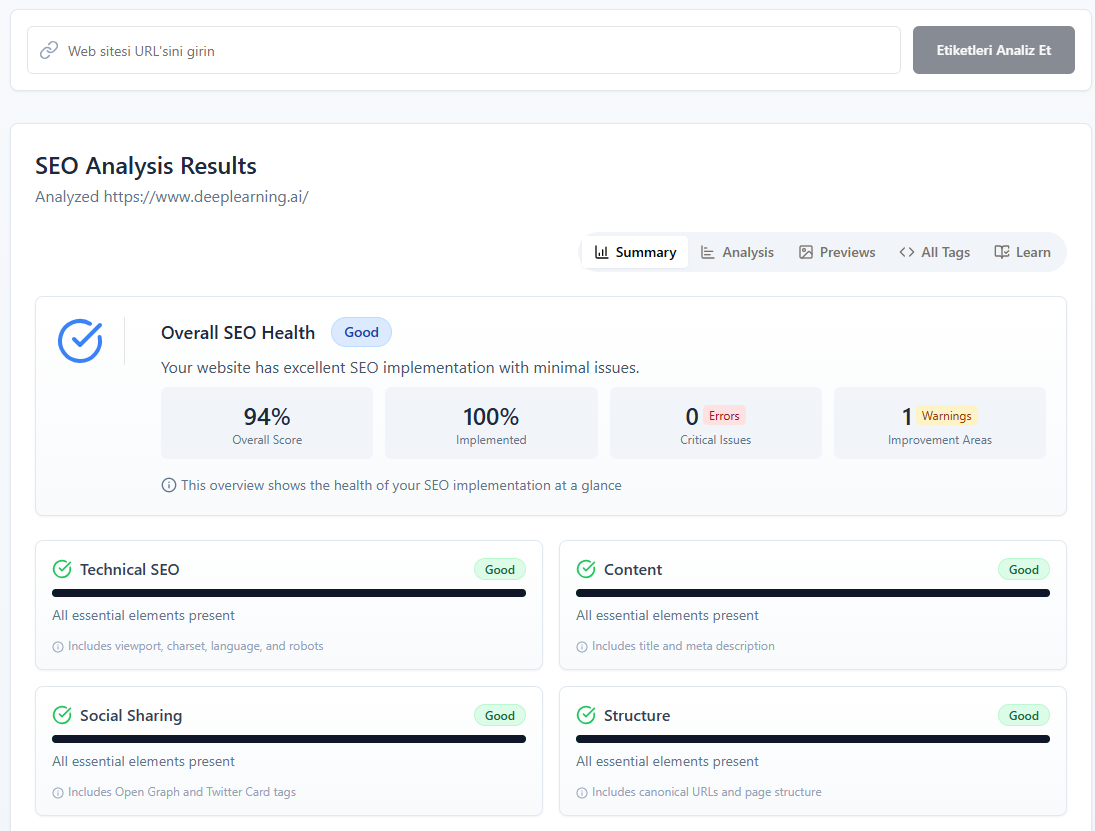 Web sitesi URL'sini girin
Etiketleri Analiz Et
SEO Analysis Results
Analyzed https://www.deeplearning.ai/
Summary
Analysis
Previews
All Tags
Learn
Overall SEO Health
Good
Your website has excellent SEO implementation with minimal issues.
94%
Overall Score
100%
Implemented
0 Errors
Critical Issues
1 Warnings
Improvement Areas
This overview shows the health of your SEO implementation at a glance
Technical SEO
Good
All essential elements present
Includes viewport, charset, language, and robots
Content
Good
All essential elements present
Includes title and meta description
Social Sharing
Good
All essential elements present
Includes Open Graph and Twitter Card tags
Structure
Good
All essential elements present
Includes canonical URLs and page structure